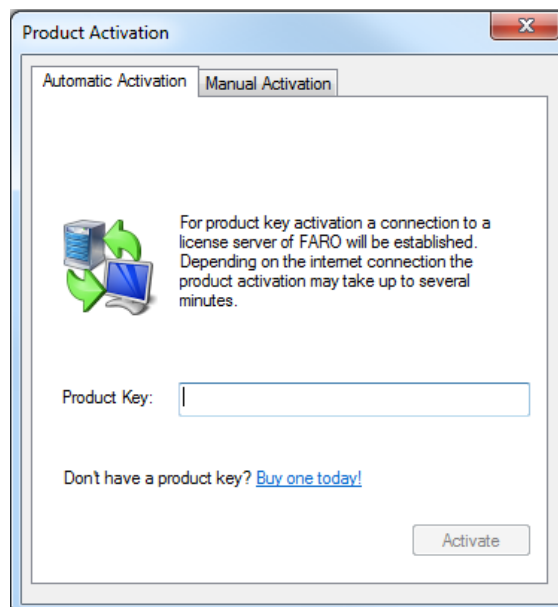 Product Activation
Automatic Activation Manual Activation
For product key activation a connection to a
license server of FARO will be established.
Depending on the internet connection the
product activation may take up to several
minutes.
Product Key:
Don't have a product key? Buy one today!
Activate